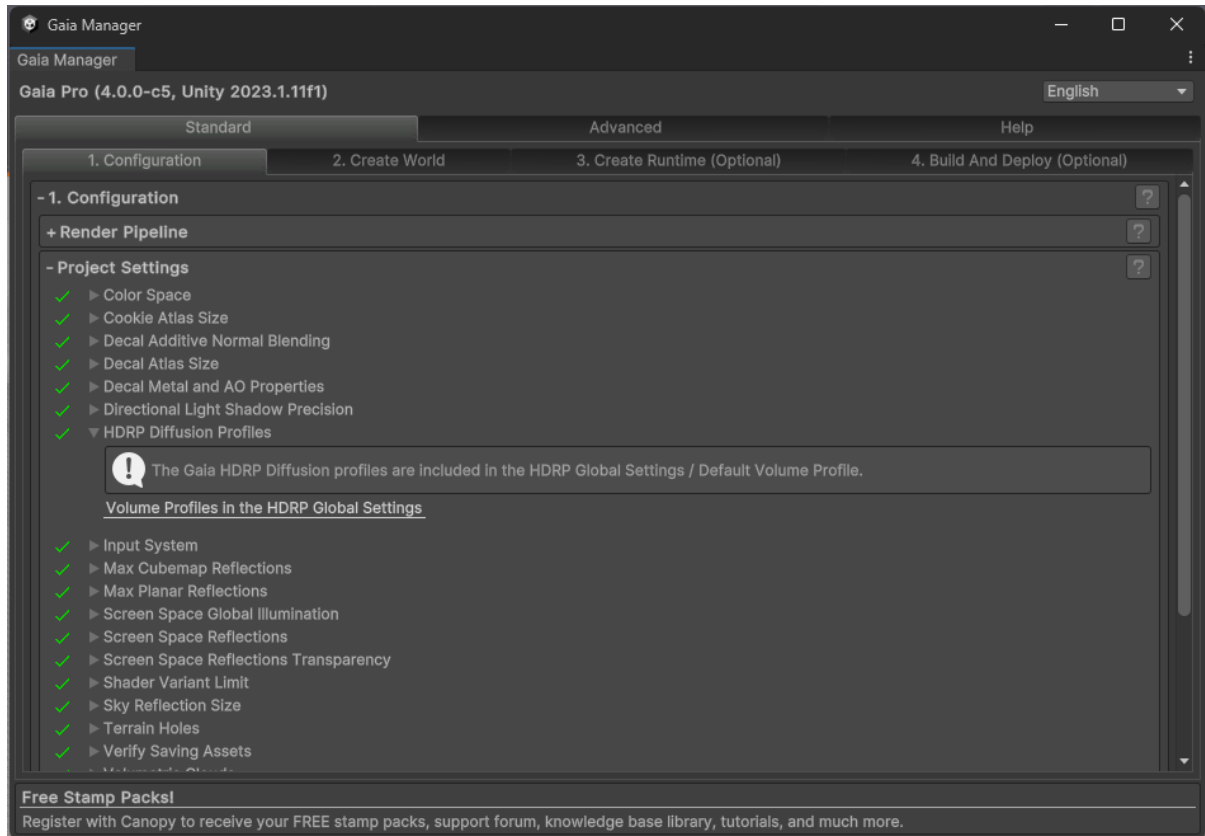 Gaia Manager
Gaia Manager
Gaia Pro (4.0.0-c5, Unity 2023.1.11f1)
English
Standard
Advanced
Help
1. Configuration
2. Create World
3. Create Runtime (Optional)
4. Build And Deploy (Optional)
- 1. Configuration
?
+ Render Pipeline
?
- Project Settings
?
Color Space
Cookie Atlas Size
Decal Additive Normal Blending
Decal Atlas Size
Decal Metal and AO Properties
Directional Light Shadow Precision
HDRP Diffusion Profiles
The Gaia HDRP Diffusion profiles are included in the HDRP Global Settings / Default Volume Profile.
Volume Profiles in the HDRP Global Settings
Input System
Max Cubemap Reflections
Max Planar Reflections
Screen Space Global Illumination
Screen Space Reflections
Screen Space Reflections Transparency
Shader Variant Limit
Sky Reflection Size
Terrain Holes
Verify Saving Assets
Free Stamp Packs!
Register with Canopy to receive your FREE stamp packs, support forum, knowledge base library, tutorials, and much more.